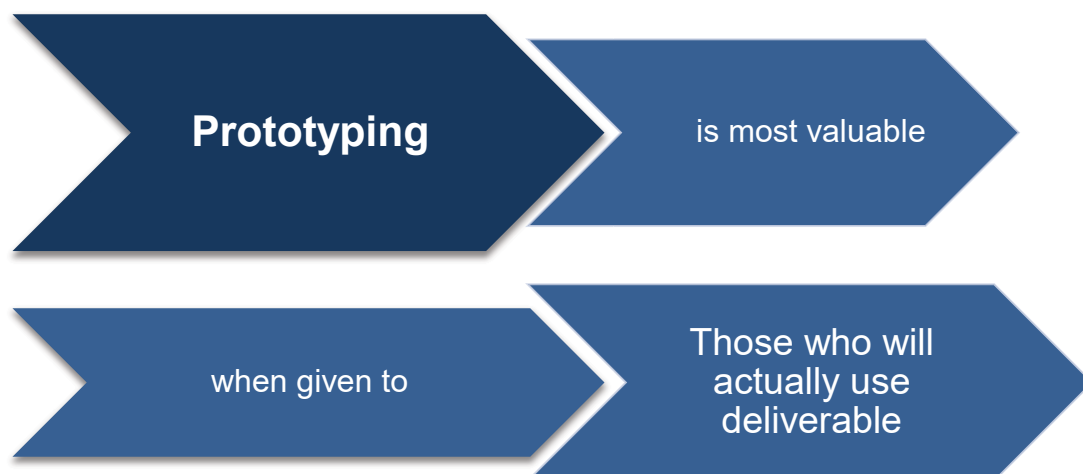 Prototyping
is most valuable
when given to
Those who will
actually use
deliverable